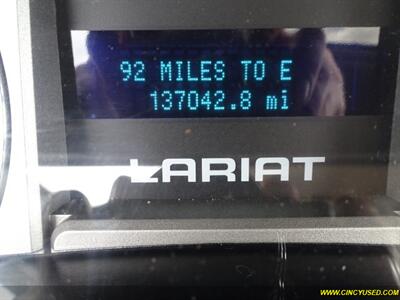 92 MILES TO E
137042.8 mi
LARIAT
WWW.CINCYUSED.COM